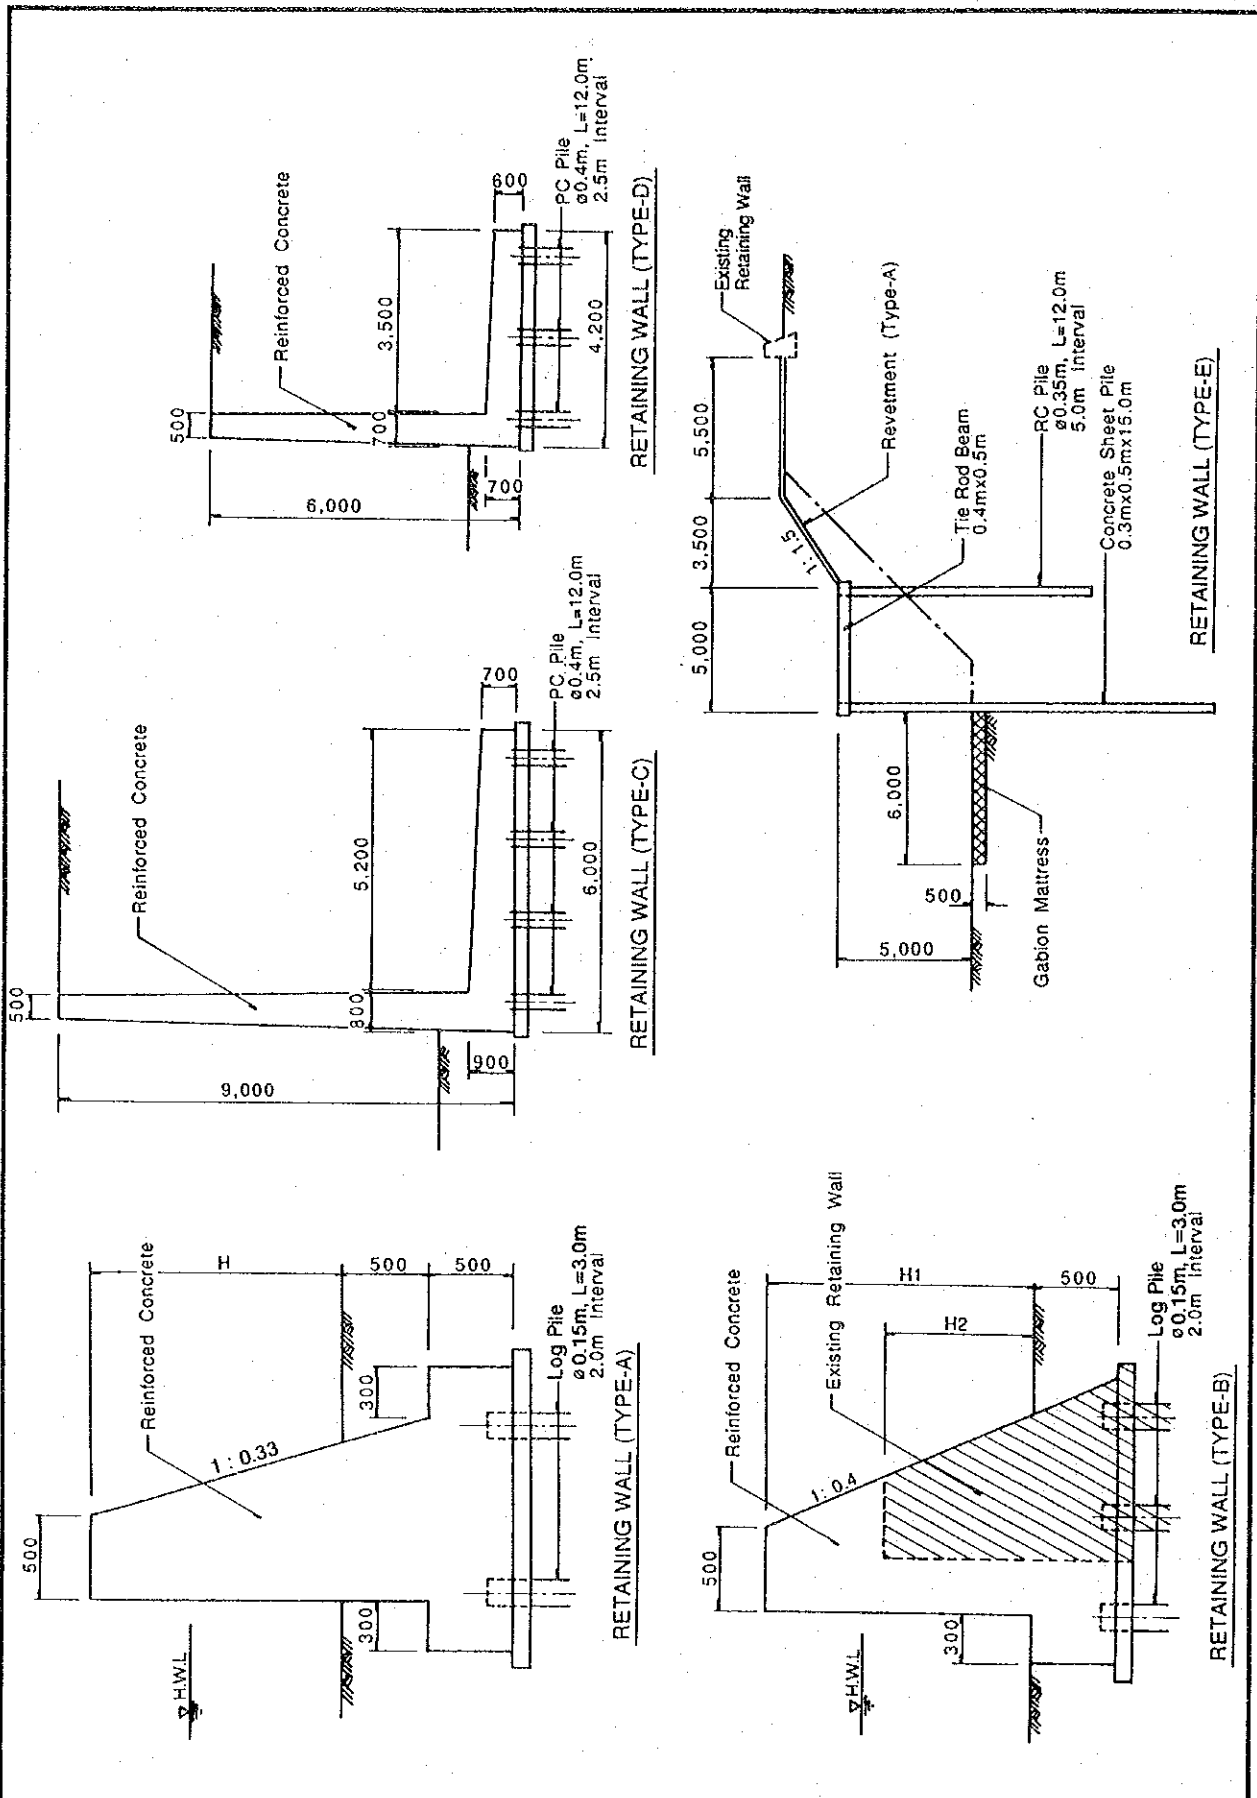 500
9,000
Reinforced Concrete
5,200
800
900
700
6,000
PC Pile
ø0.4m, L=12.0m
2.5m Interval
RETAINING WALL (TYPE-C)
500
6,000
Reinforced Concrete
3,500
700
700
600
4,200
PC Pile
ø0.4m, L=12.0m
2.5m Interval
RETAINING WALL (TYPE-D)
H.W.L
500
1 : 0.33
Reinforced Concrete
H
500
500
300
300
Log Pile
ø0.15m, L=3.0m
2.0m Interval
RETAINING WALL (TYPE-A)
H.W.L
500
1: 0.4
Reinforced Concrete
Existing Retaining Wall
H1
H2
500
300
Log Pile
ø0.15m, L=3.0m
2.0m Interval
RETAINING WALL (TYPE-B)
5,000
3,500
5,500
Existing
Retaining Wall
1:1.5
Revetment (Type-A)
Tie Rod Beam
0.4mx0.5m
6,000
500
5,000
Gabion Mattress
RC Pile
ø0.35m, L=12.0m
5.0m Interval
Concrete Sheet Pile
0.3mx0.5mx15.0m
RETAINING WALL (TYPE-E)